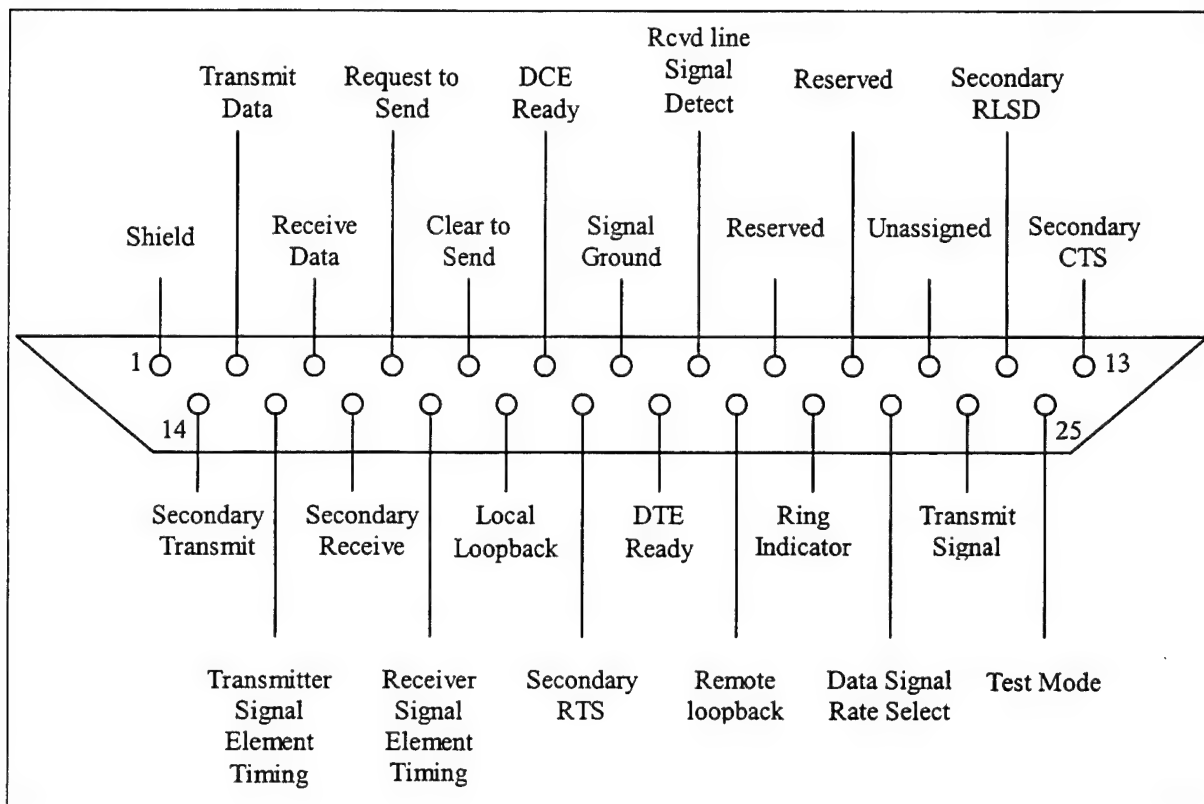 Transmit
Data
Request to
Send
DCE
Ready
Rcvd line
Signal
Detect
Reserved
Secondary
RLSD
Shield
Receive
Data
Clear to
Send
Signal
Ground
Reserved
Unassigned
Secondary
CTS
1
13
14
25
Secondary
Transmit
Secondary
Receive
Local
Loopback
DTE
Ready
Ring
Indicator
Transmit
Signal
Transmitter
Signal
Element
Timing
Receiver
Signal
Element
Timing
Secondary
RTS
Remote
loopback
Data Signal
Rate Select
Test Mode